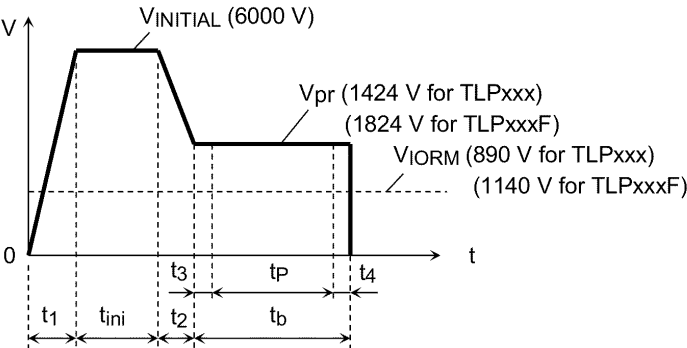 V
VINITIAL (6000 V)
Vpr (1424 V for TLPxxx)
(1824 V for TLPxxxF)
VIORM (890 V for TLPxxx)
(1140 V for TLPxxxF)
0
t
t3 tP t4
t1 tini t2 tb